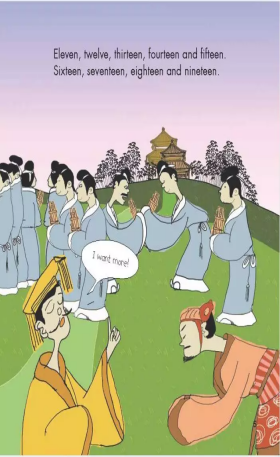 Eleven, twelve, thirteen, fourteen and fifteen.
Sixteen, seventeen, eighteen and nineteen.
I want more!